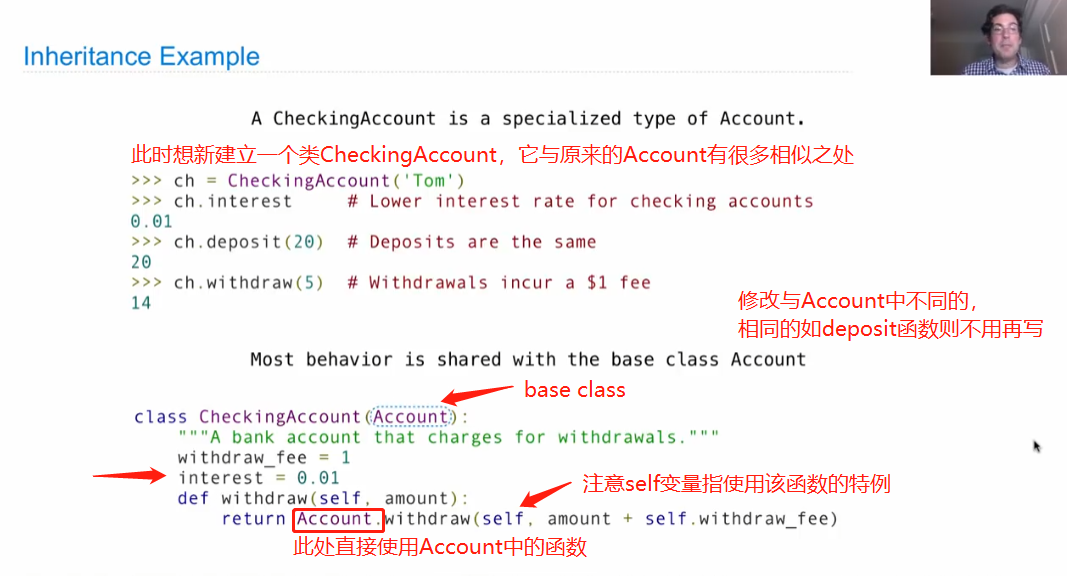 Inheritance Example
A CheckingAccount is a specialized type of Account.
此时想新建立一个类CheckingAccount，它与原来的Account有很多相似之处
>>> ch = CheckingAccount('Tom')
>>> ch.interest     # Lower interest rate for checking accounts
0.01
>>> ch.deposit(20)  # Deposits are the same
20
>>> ch.withdraw(5)  # Withdrawals incur a $1 fee
14
修改与Account中不同的，
相同的如deposit函数则不用再写
Most behavior is shared with the base class Account
base class
class CheckingAccount(Account):
    """A bank account that charges for withdrawals."""
    withdraw_fee = 1
    interest = 0.01
    def withdraw(self, amount):
注意self变量指使用该函数的特例
        return Account.withdraw(self, amount + self.withdraw_fee)
此处直接使用Account中的函数